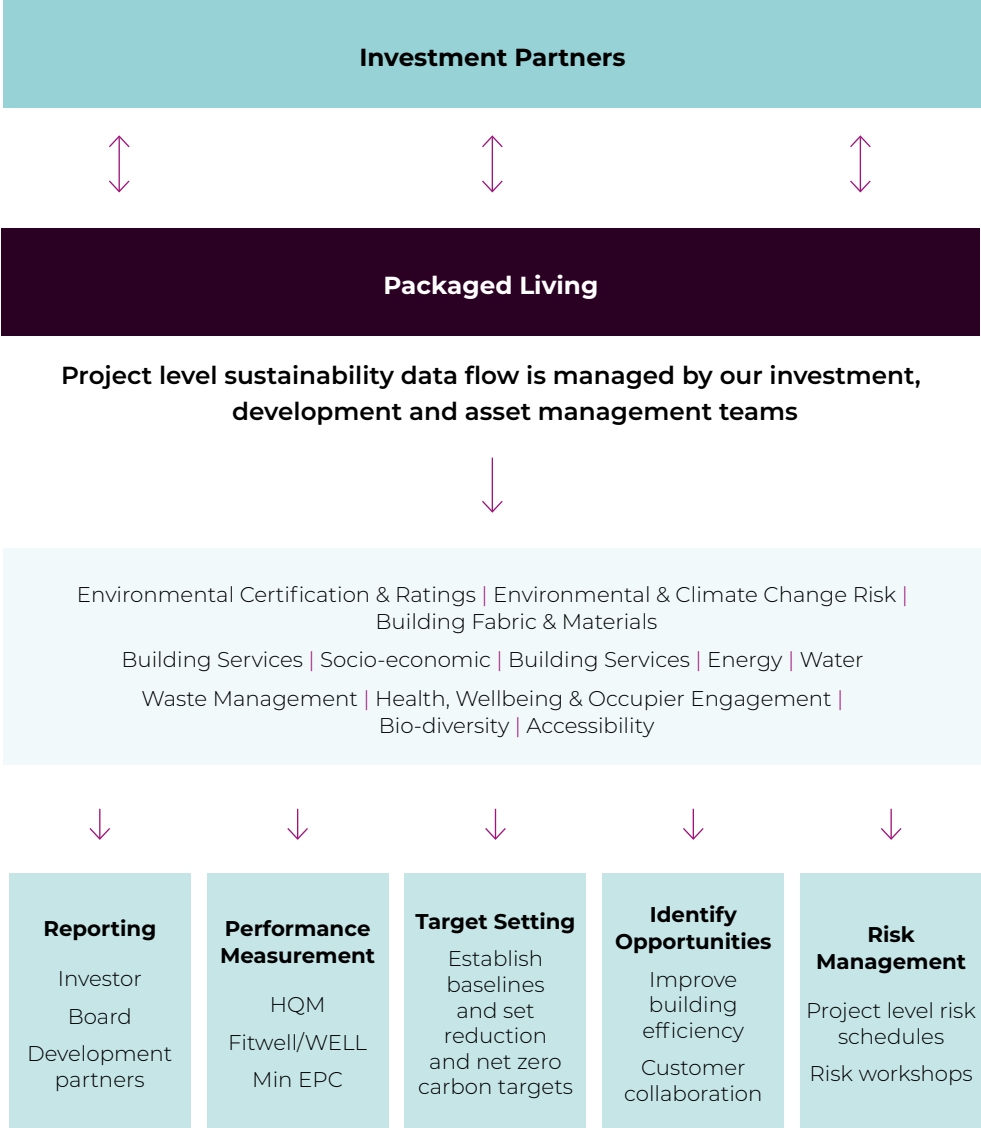 Investment Partners
Packaged Living
Project level sustainability data flow is managed by our investment,
development and asset management teams
Environmental Certification & Ratings | Environmental & Climate Change Risk |
Building Fabric & Materials
Building Services | Socio-economic | Building Services | Energy | Water
Waste Management | Health, Wellbeing & Occupier Engagement |
Bio-diversity | Accessibility
Reporting
Investor
Board
Development
partners
Performance
Measurement
HQM
Fitwell/WELL
Min EPC
Target Setting
Establish
baselines
and set
reduction
and net zero
carbon targets
Identify
Opportunities
Improve
building
efficiency
Customer
collaboration
Risk
Management
Project level risk
schedules
Risk workshops